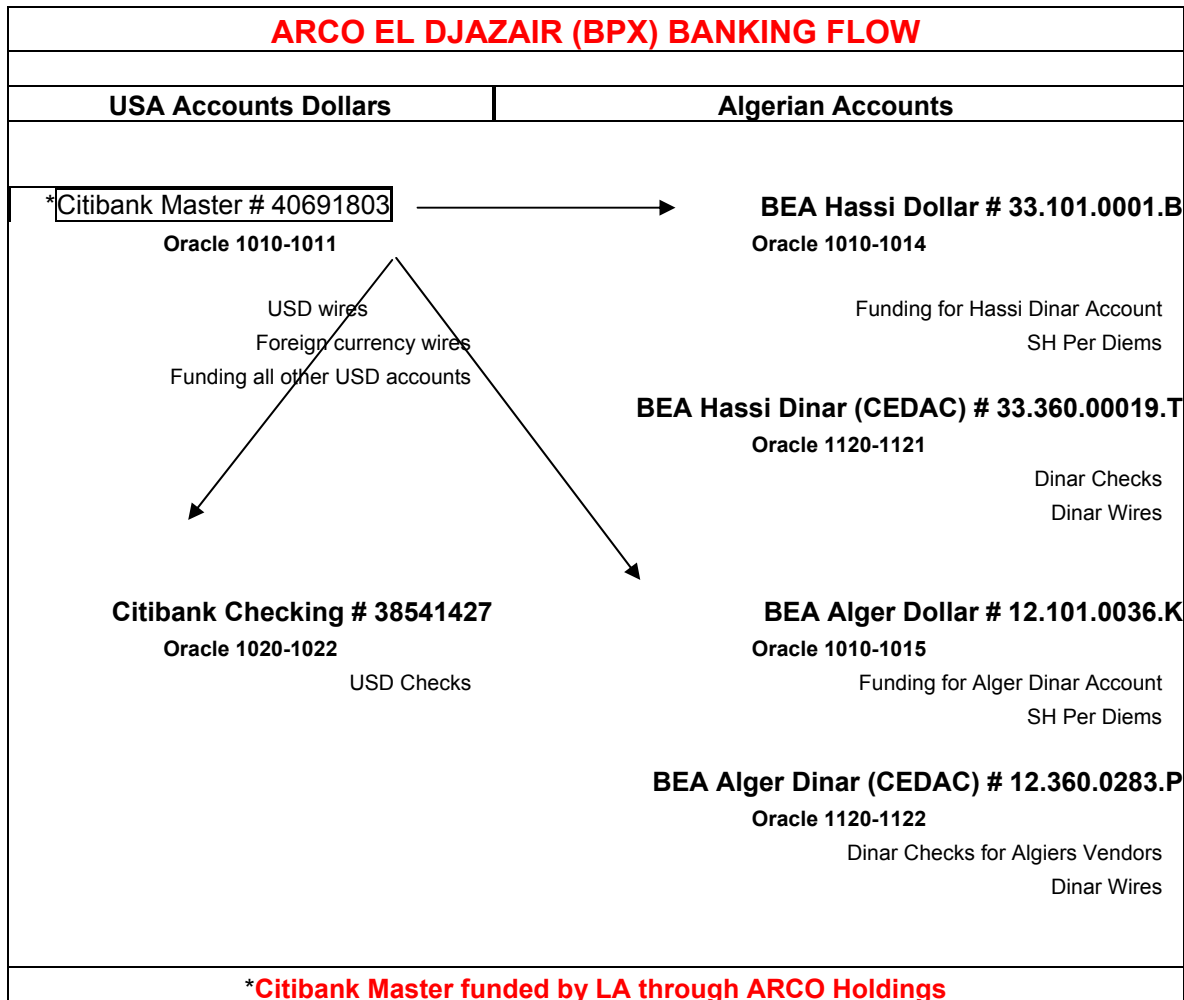 ARCO EL DJAZAIR (BPX) BANKING FLOW
USA Accounts Dollars
Algerian Accounts
*Citibank Master # 40691803
Oracle 1010-1011
USD wires
Foreign currency wires
Funding all other USD accounts
Citibank Checking # 38541427
Oracle 1020-1022
USD Checks
BEA Hassi Dollar # 33.101.0001.B
Oracle 1010-1014
Funding for Hassi Dinar Account
SH Per Diems
BEA Hassi Dinar (CEDAC) # 33.360.00019.T
Oracle 1120-1121
Dinar Checks
Dinar Wires
BEA Alger Dollar # 12.101.0036.K
Oracle 1010-1015
Funding for Alger Dinar Account
SH Per Diems
BEA Alger Dinar (CEDAC) # 12.360.0283.P
Oracle 1120-1122
Dinar Checks for Algiers Vendors
Dinar Wires
*Citibank Master funded by LA through ARCO Holdings